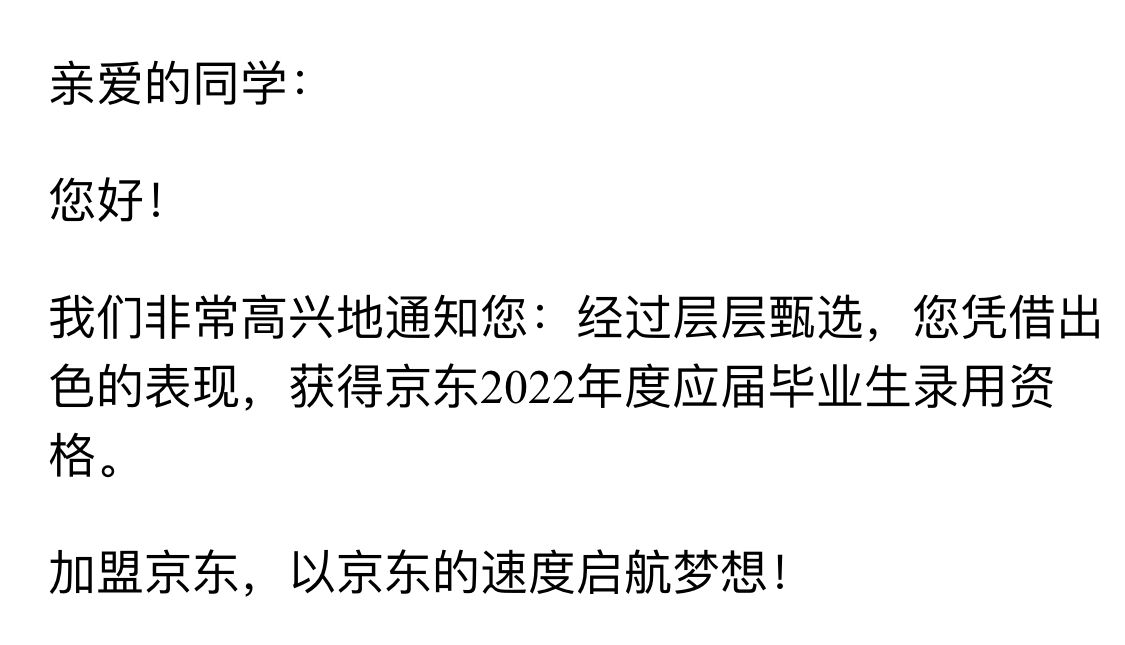 亲爱的同学：
您好！
我们非常高兴地通知您：经过层层甄选，您凭借出
色的表现，获得京东2022年度应届毕业生录用资
格。
加盟京东，以京东的速度启航梦想！